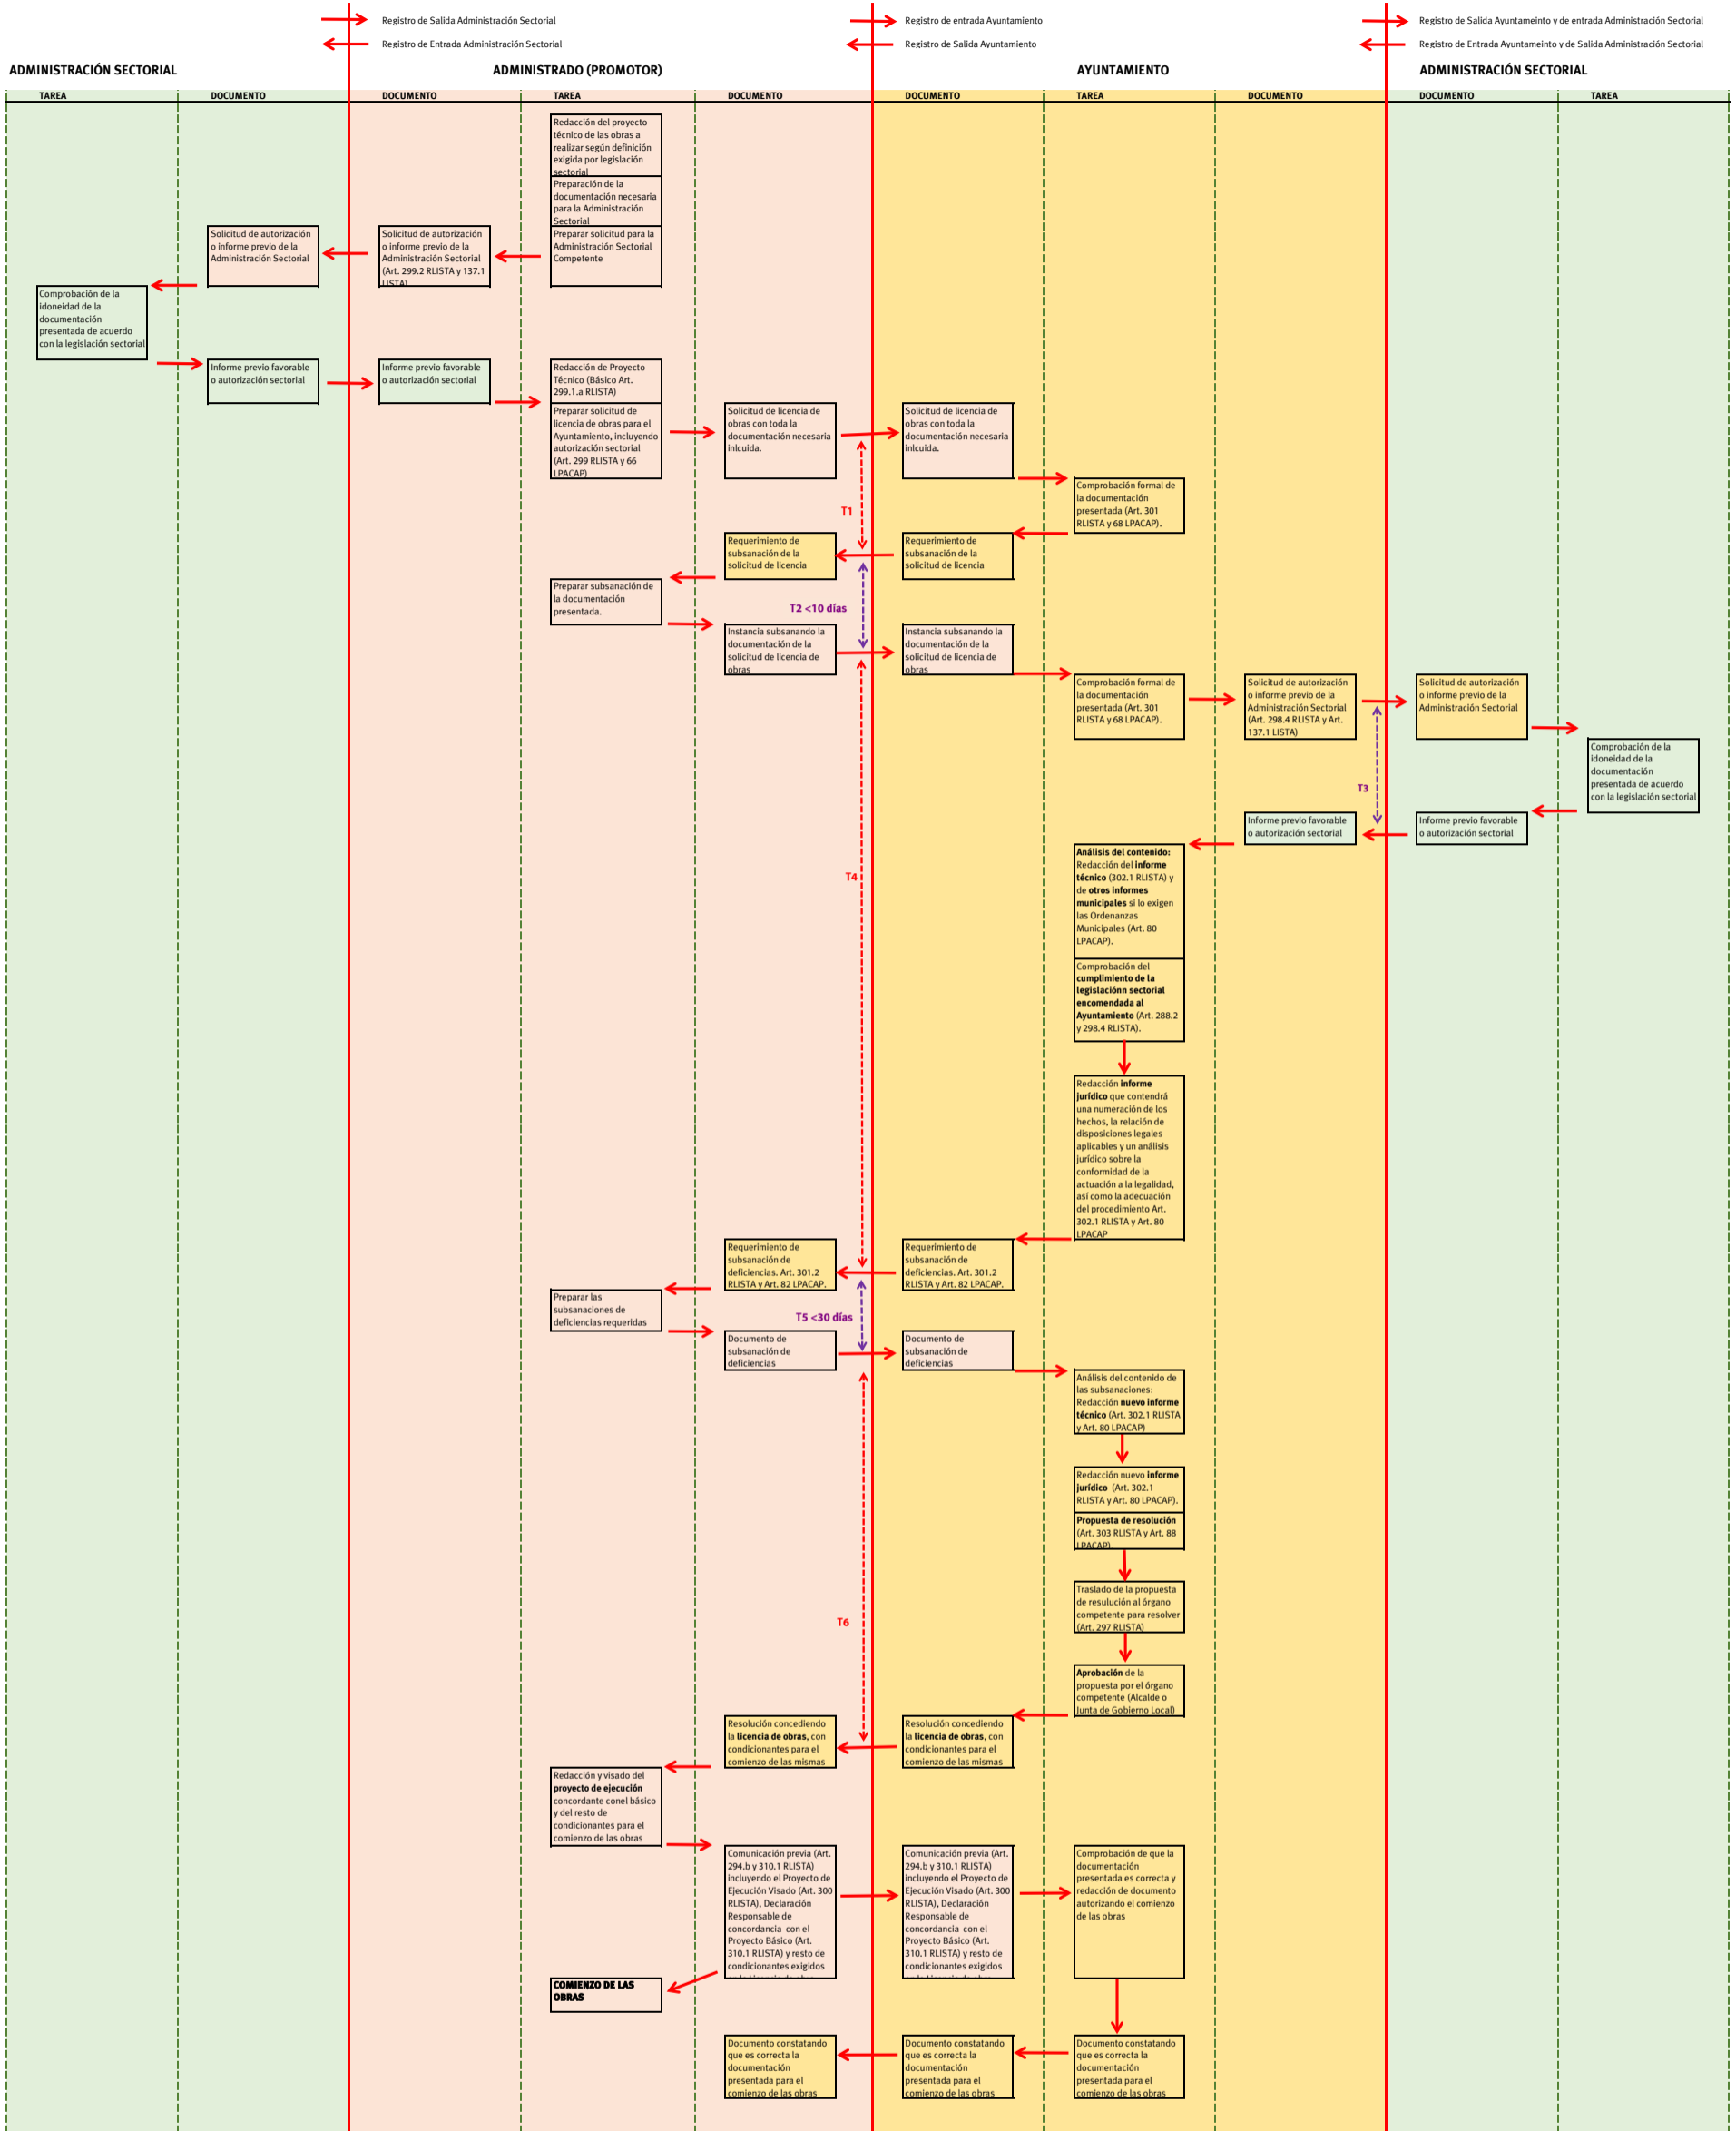 Registro de Salida Administración Sectorial
Registro de entrada Ayuntamiento
Registro de Salida Ayuntameinto y de entrada Administración Sectorial
Registro de Entrada Administración Sectorial
Registro de Salida Ayuntamiento
Registro de Entrada Ayuntameinto y de Salida Administración Sectorial
ADMINISTRACIÓN SECTORIAL
ADMINISTRADO (PROMOTOR)
AYUNTAMIENTO
ADMINISTRACIÓN SECTORIAL
TAREA
DOCUMENTO
DOCUMENTO
TAREA
DOCUMENTO
DOCUMENTO
TAREA
DOCUMENTO
DOCUMENTO
TAREA
Redacción del proyecto
técnico de las obras a
realizar según definición
exigida por legislación
sectorial
Preparación de la
documentación necesaria
para la Administración
Sectorial
Preparar solicitud para la
Administración Sectorial
Competente
Solicitud de autorización
o informe previo de la
Administración Sectorial
(Art. 299.2 RLISTA y 137.1
LISTA)
Solicitud de autorización
o informe previo de la
Administración Sectorial
Comprobación de la
idoneidad de la
documentación
presentada de acuerdo
con la legislación sectorial
Informe previo favorable
o autorización sectorial
Informe previo favorable
o autorización sectorial
Redacción de Proyecto
Técnico (Básico Art.
299.1.a RLISTA)
Preparar solicitud de
licencia de obras para el
Ayuntamiento, incluyendo
autorización sectorial
(Art. 299 RLISTA y 66
LPACAP)
Solicitud de licencia de
obras con toda la
documentación necesaria
inlcuida.
Solicitud de licencia de
obras con toda la
documentación necesaria
inlcuida.
Comprobación formal de
la documentación
presentada (Art. 301
RLISTA y 68 LPACAP).
T1
Requerimiento de
subsanación de la
solicitud de licencia
Requerimiento de
subsanación de la
solicitud de licencia
Preparar subsanación de
la documentación
presentada.
T2 <10 días
Instancia subsanando la
documentación de la
solicitud de licencia de
obras
Instancia subsanando la
documentación de la
solicitud de licencia de
obras
Comprobación formal de
la documentación
presentada (Art. 301
RLISTA y 68 LPACAP).
Solicitud de autorización
o informe previo de la
Administración Sectorial
(Art. 298.4 RLISTA y Art.
137.1 LISTA)
Solicitud de autorización
o informe previo de la
Administración Sectorial
Comprobación de la
idoneidad de la
documentación
presentada de acuerdo
con la legislación sectorial
T3
Informe previo favorable
o autorización sectorial
Informe previo favorable
o autorización sectorial
T4
Análisis del contenido:
Redacción del informe
técnico (302.1 RLISTA) y
de otros informes
municipales si lo exigen
las Ordenanzas
Municipales (Art. 80
LPACAP).
Comprobación del
cumplimiento de la
legislaciónn sectorial
encomendada al
Ayuntamiento (Art. 288.2
y 298.4 RLISTA).
Redacción informe
jurídico que contendrá
una numeración de los
hechos, la relación de
disposiciones legales
aplicables y un análisis
jurídico sobre la
conformidad de la
actuación a la legalidad,
así como la adecuación
del procedimiento Art.
302.1 RLISTA y Art. 80
LPACAP
Requerimiento de
subsanación de
deficiencias. Art. 301.2
RLISTA y Art. 82 LPACAP.
Requerimiento de
subsanación de
deficiencias. Art. 301.2
RLISTA y Art. 82 LPACAP.
Preparar las
subsanaciones de
deficiencias requeridas
T5 <30 días
Documento de
subsanación de
deficiencias
Documento de
subsanación de
deficiencias
Análisis del contenido de
las subsanaciones:
Redacción nuevo informe
técnico (Art. 302.1 RLISTA
y Art. 80 LPACAP)
Redacción nuevo informe
jurídico (Art. 302.1
RLISTA y Art. 80 LPACAP).
Propuesta de resolución
(Art. 303 RLISTA y Art. 88
LPACAP)
Traslado de la propuesta
de resulución al órgano
competente para resolver
(Art. 297 RLISTA)
T6
Aprobación de la
propuesta por el órgano
competente (Alcalde o
Junta de Gobierno Local)
Resolución concediendo
la licencia de obras, con
condicionantes para el
comienzo de las mismas
Resolución concediendo
la licencia de obras, con
condicionantes para el
comienzo de las mismas
Redacción y visado del
proyecto de ejecución
concordante conel básico
y del resto de
condicionantes para el
comienzo de las obras
Comunicación previa (Art.
294.b y 310.1 RLISTA)
incluyendo el Proyecto de
Ejecución Visado (Art. 300
RLISTA), Declaración
Responsable de
concordancia con el
Proyecto Básico (Art.
310.1 RLISTA) y resto de
condicionantes exigidos
Comunicación previa (Art.
294.b y 310.1 RLISTA)
incluyendo el Proyecto de
Ejecución Visado (Art. 300
RLISTA), Declaración
Responsable de
concordancia con el
Proyecto Básico (Art.
310.1 RLISTA) y resto de
condicionantes exigidos
Comprobación de que la
documentación
presentada es correcta y
redacción de documento
autorizando el comienzo
de las obras
COMIENZO DE LAS
OBRAS
Documento constatando
que es correcta la
documentación
presentada para el
comienzo de las obras
Documento constatando
que es correcta la
documentación
presentada para el
comienzo de las obras
Documento constatando
que es correcta la
documentación
presentada para el
comienzo de las obras